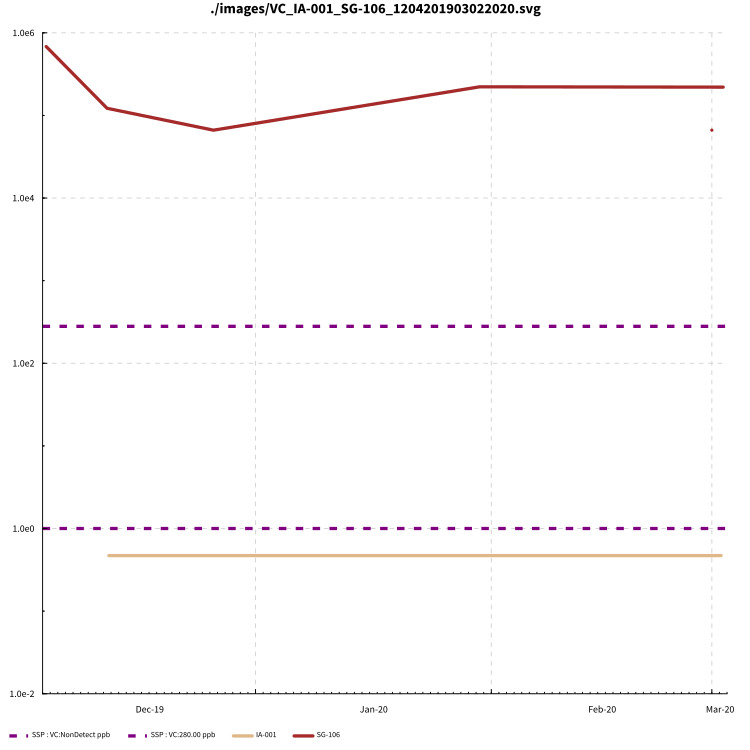 ./images/VC_IA-001_SG-106_1204201903022020.svg
1.0e6
1.0e4
1.0e2
1.0e0
1.0e-2
Dec-19 Jan-20 Feb-20 Mar-20
SSP : VC:NonDetect ppb SSP : VC:280.00 ppb IA-001 SG-106